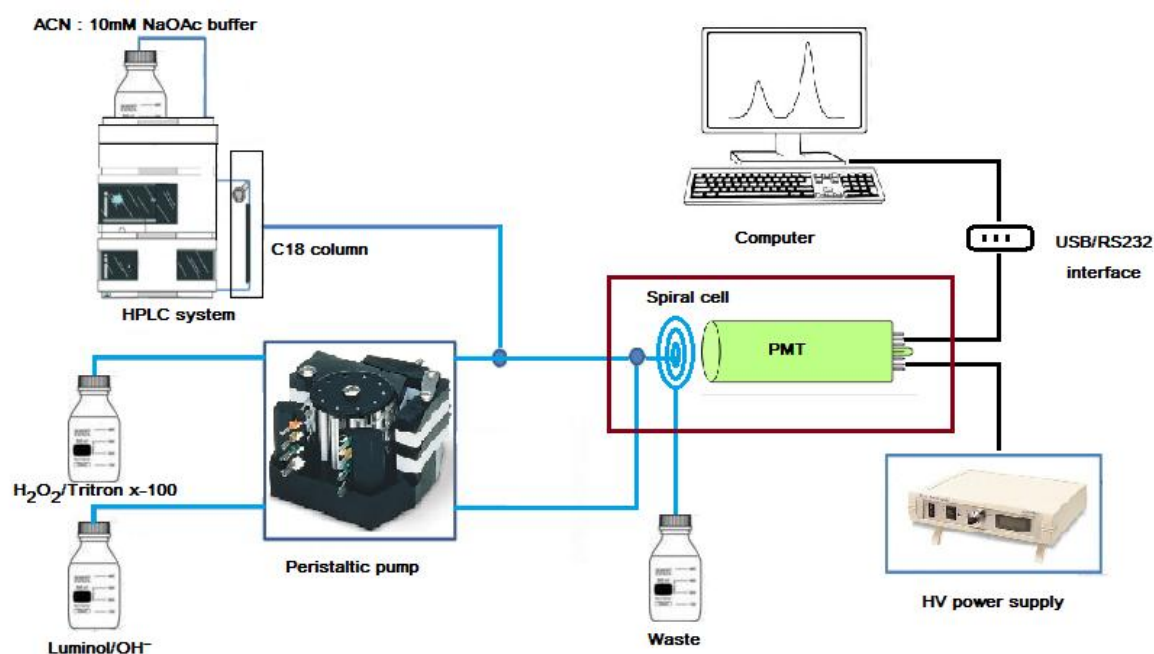 ACN : 10mM NaOAc buffer
C18 column
HPLC system
Computer
USB/RS232
interface
Spiral cell
PMT
H₂O₂/Tritron x-100
Peristaltic pump
HV power supply
Luminol/OH⁻
Waste